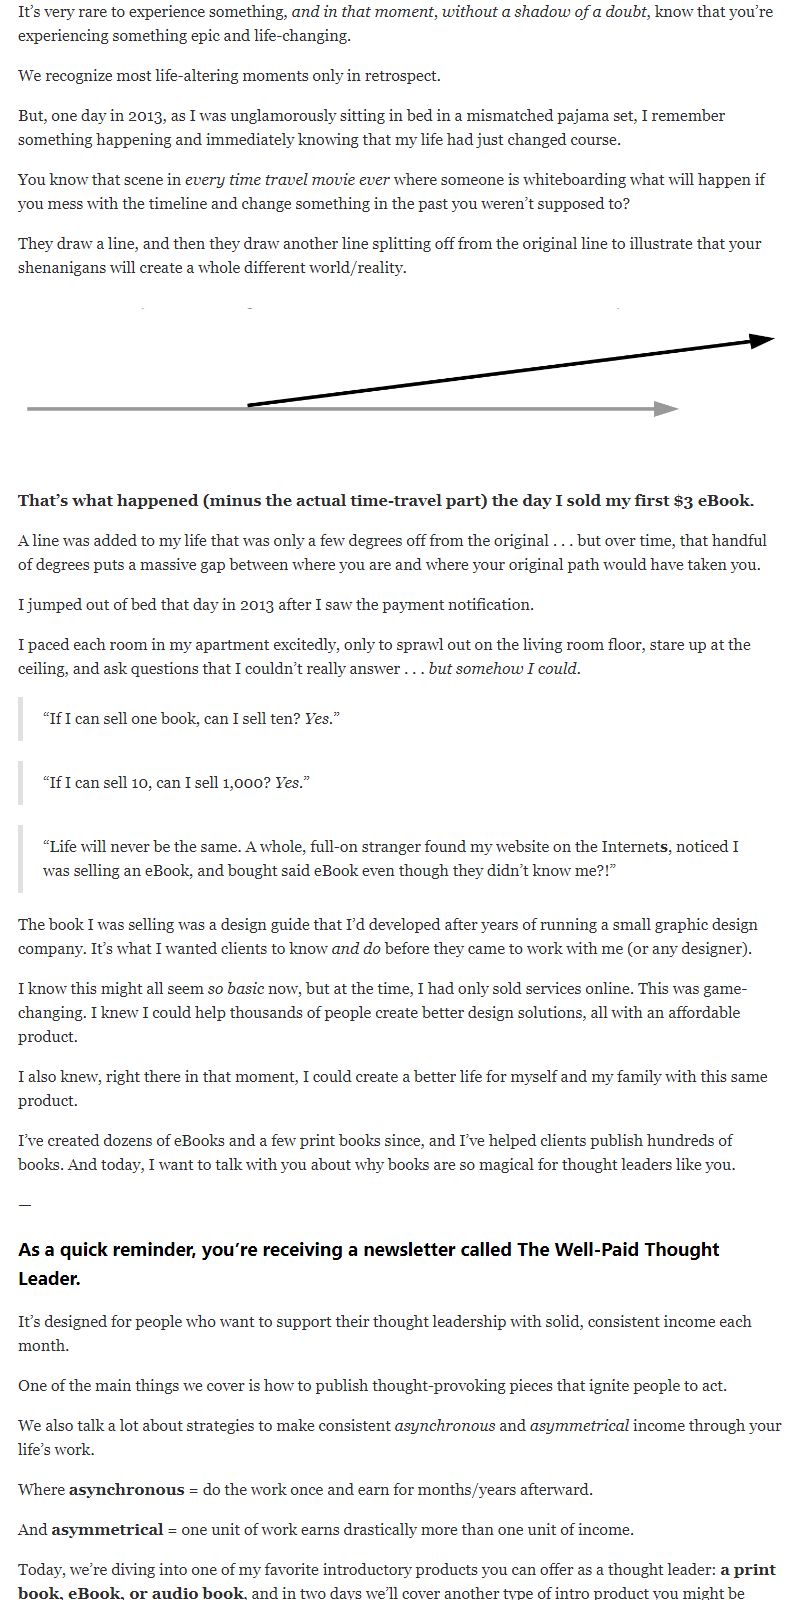 It’s very rare to experience something, and in that moment, without a shadow of a doubt, know that you’re
experiencing something epic and life-changing.
We recognize most life-altering moments only in retrospect.
But, one day in 2013, as I was unglamorously sitting in bed in a mismatched pajama set, I remember
something happening and immediately knowing that my life had just changed course.
You know that scene in every time travel movie ever where someone is whiteboarding what will happen if
you mess with the timeline and change something in the past you weren’t supposed to?
They draw a line, and then they draw another line splitting off from the original line to illustrate that your
shenanigans will create a whole different world/reality.
That’s what happened (minus the actual time-travel part) the day I sold my first $3 eBook.
A line was added to my life that was only a few degrees off from the original . . . but over time, that handful
of degrees puts a massive gap between where you are and where your original path would have taken you.
I jumped out of bed that day in 2013 after I saw the payment notification.
I paced each room in my apartment excitedly, only to sprawl out on the living room floor, stare up at the
ceiling, and ask questions that I couldn’t really answer . . . but somehow I could.
“If I can sell one book, can I sell ten? Yes.”
“If I can sell 10, can I sell 1,000? Yes.”
“Life will never be the same. A whole, full-on stranger found my website on the Internets, noticed I
was selling an eBook, and bought said eBook even though they didn’t know me?!”
The book I was selling was a design guide that I’d developed after years of running a small graphic design
company. It’s what I wanted clients to know and do before they came to work with me (or any designer).
I know this might all seem so basic now, but at the time, I had only sold services online. This was game-
changing. I knew I could help thousands of people create better design solutions, all with an affordable
product.
I also knew, right there in that moment, I could create a better life for myself and my family with this same
product.
I’ve created dozens of eBooks and a few print books since, and I’ve helped clients publish hundreds of
books. And today, I want to talk with you about why books are so magical for thought leaders like you.
—
As a quick reminder, you’re receiving a newsletter called The Well-Paid Thought
Leader.
It’s designed for people who want to support their thought leadership with solid, consistent income each
month.
One of the main things we cover is how to publish thought-provoking pieces that ignite people to act.
We also talk a lot about strategies to make consistent asynchronous and asymmetrical income through your
life’s work.
Where asynchronous = do the work once and earn for months/years afterward.
And asymmetrical = one unit of work earns drastically more than one unit of income.
Today, we’re diving into one of my favorite introductory products you can offer as a thought leader: a print
book, eBook, or audio book, and in two days we’ll cover another type of intro product you might be